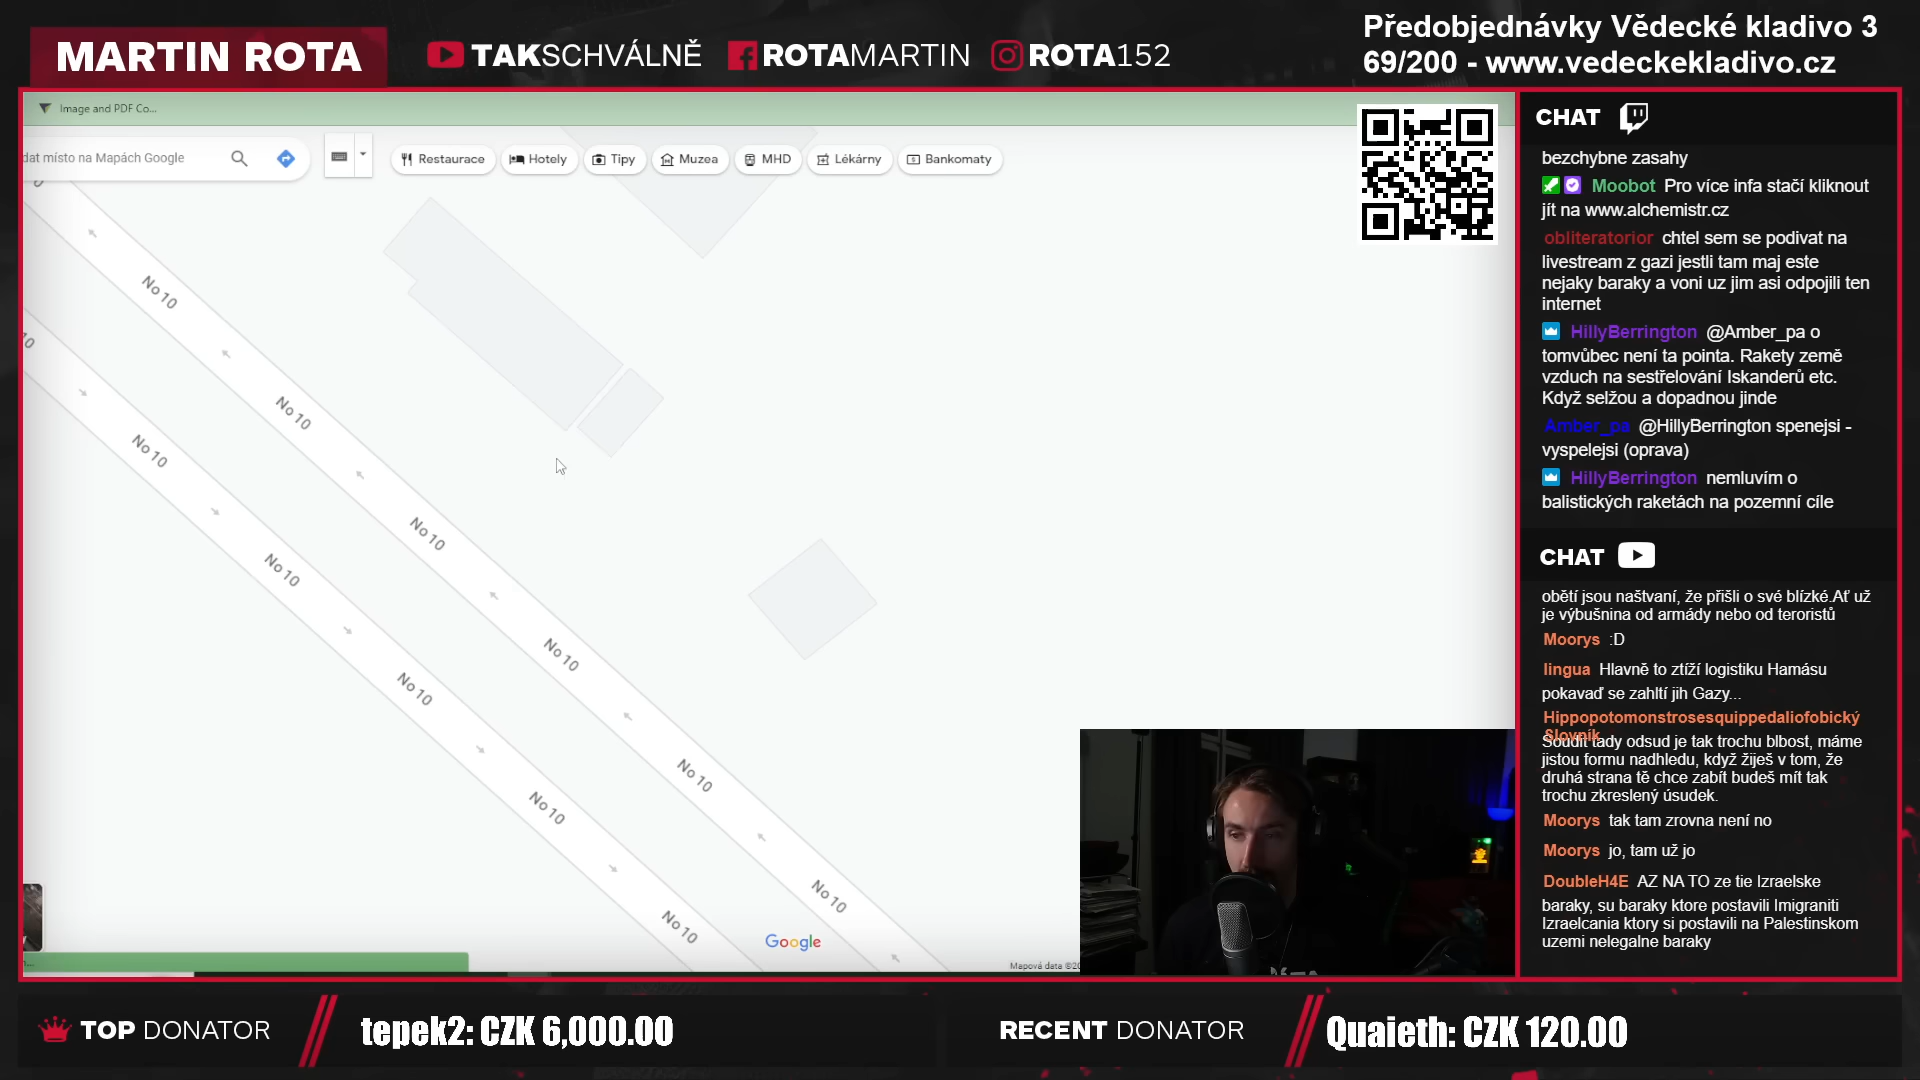 MARTIN ROTA
TAKSCHVÁLNĚ
ROTAMARTIN
ROTA152
Předobjednávky Vědecké kladivo 3
69/200 - www.vedeckekladivo.cz
Image and PDF Co...
dat místo na Mapách Google
Restaurace
Hotely
Tipy
Muzea
MHD
Lékárny
Bankomaty
No 10
No 10
No 10
No 10
No 10
No 10
No 10
No 10
No 10
No 10
No 10
10
Google
Mapová data ©20
CHAT
bezchybne zasahy
Moobot Pro více infa stačí kliknout
jít na www.alchemistr.cz
obliteratorior chtel sem se podivat na
livestream z gazi jestli tam maj este
nejaky baraky a voni uz jim asi odpojili ten
internet
HillyBerrington @Amber_pa o
tomvůbec není ta pointa. Rakety země
vzduch na sestřelování Iskanderů etc.
Když selžou a dopadnou jinde
Amber_pa @HillyBerrington spenejsi -
vyspelejsi (oprava)
HillyBerrington nemluvím o
balistických raketách na pozemní cíle
CHAT
obětí jsou naštvaní, že přišli o své blízké.Ať už
je výbušnina od armády nebo od teroristů
Moorys :D
lingua Hlavně to ztíží logistiku Hamásu
pokavaď se zahltí jih Gazy...
Hippopotomonstrosesquippedaliofobický
Slovník
Soudit tady odsud je tak trochu blbost, máme
jistou formu nadhledu, když žiješ v tom, že
druhá strana tě chce zabít budeš mít tak
trochu zkreslený úsudek.
Moorys tak tam zrovna není no
Moorys jo, tam už jo
DoubleH4E AZ NA TO ze tie Izraelske
baraky, su baraky ktore postavili Imigraniti
Izraelcania ktory si postavili na Palestinskom
uzemi nelegalne baraky
TOP DONATOR
tepek2: CZK 6,000.00
RECENT DONATOR
Quaieth: CZK 120.00